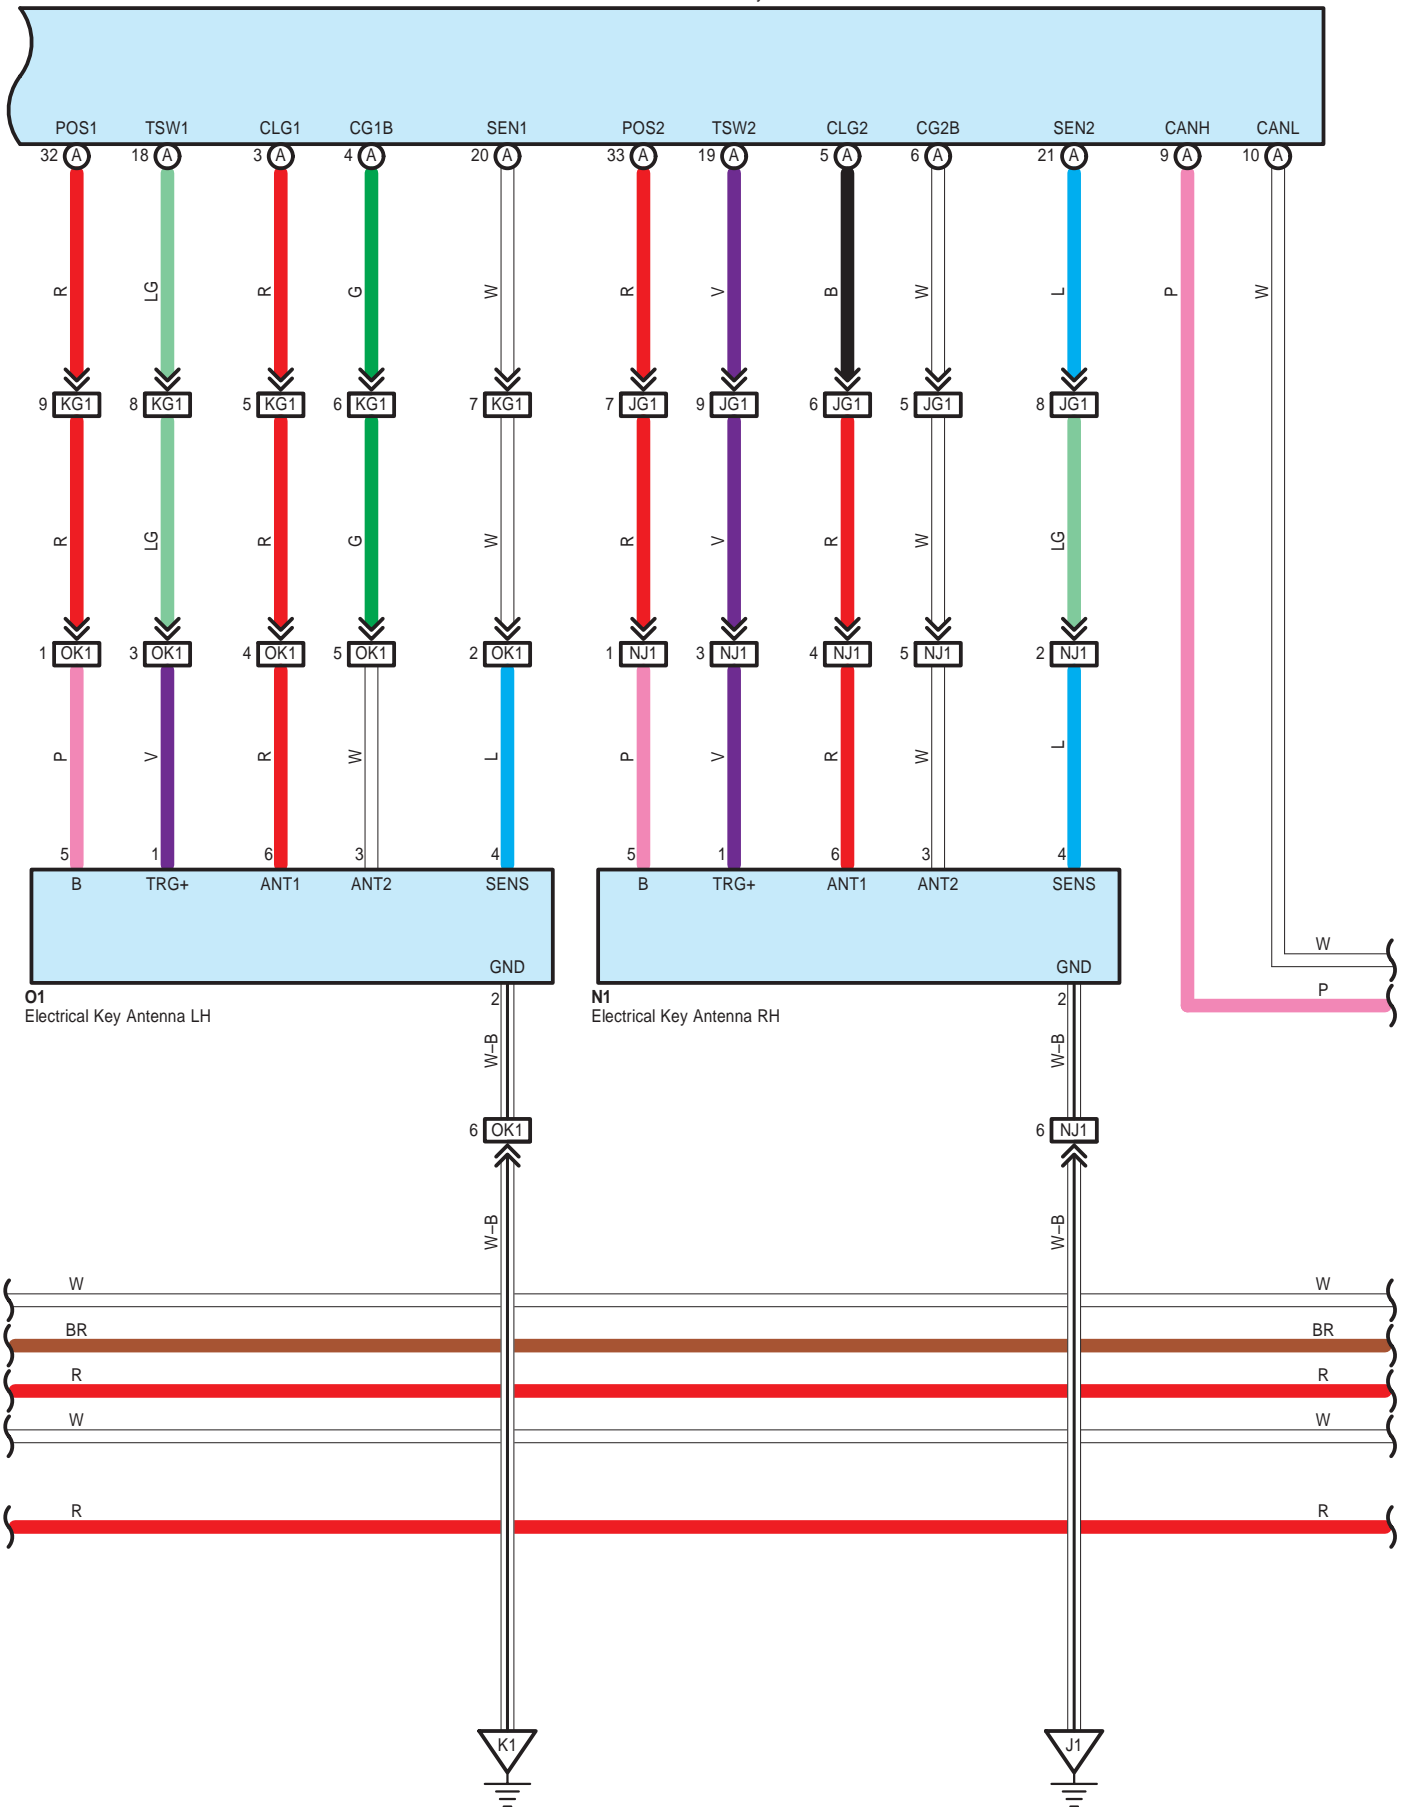 POS1 TSW1 CLG1 CG1B SEN1 POS2 TSW2 CLG2 CG2B SEN2 CANH CANL
32 A 18 A 3 A 4 A 20 A 33 A 19 A 5 A 6 A 21 A 9 A 10 A
R LG R G W R V B W L P W
9 KG1 8 KG1 5 KG1 6 KG1 7 KG1 7 JG1 9 JG1 6 JG1 5 JG1 8 JG1
R LG R G W R V R W LG
1 OK1 3 OK1 4 OK1 5 OK1 2 OK1 1 NJ1 3 NJ1 4 NJ1 5 NJ1 2 NJ1
P V R W L P V R W L
5 1 6 3 4 5 1 6 3 4
B TRG+ ANT1 ANT2 SENS B TRG+ ANT1 ANT2 SENS
W
GND GND
P
O1 2 N1 2
Electrical Key Antenna LH Electrical Key Antenna RH
W–B W–B
6 OK1 6 NJ1
W–B W–B
W W
BR BR
R R
W W
R R
K1 J1